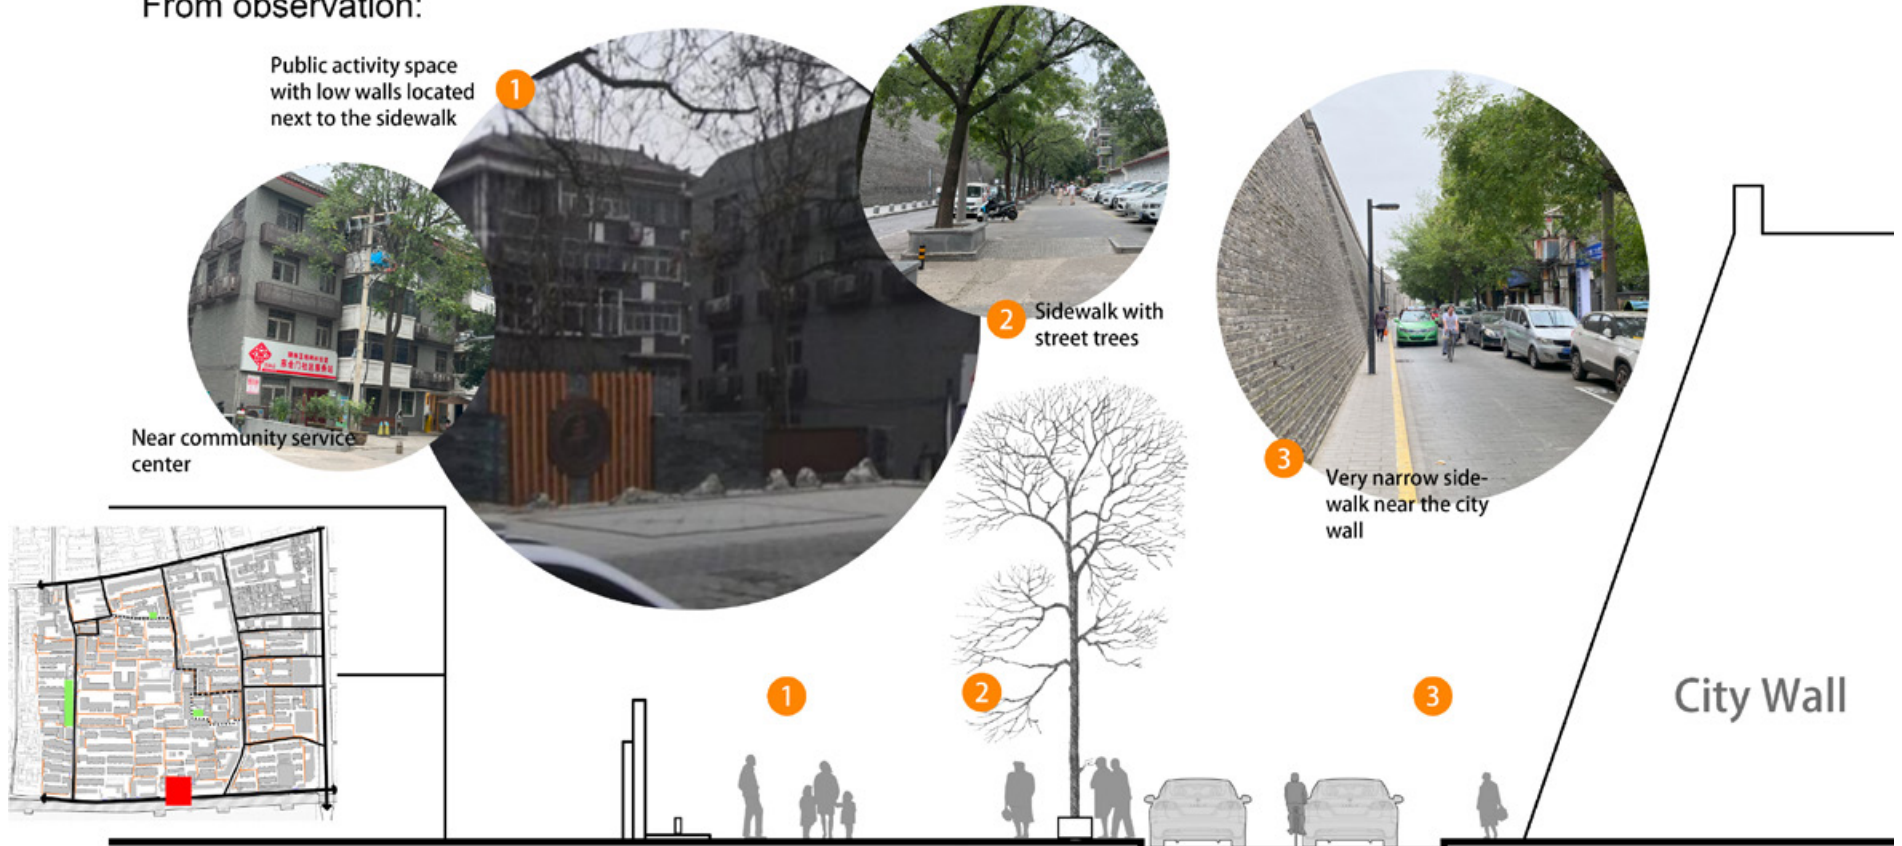 From observation:
Public activity space
with low walls located
next to the sidewalk
1
2
Sidewalk with
street trees
Near community service
center
3
Very narrow side-
walk near the city
wall
1
2
3
City Wall